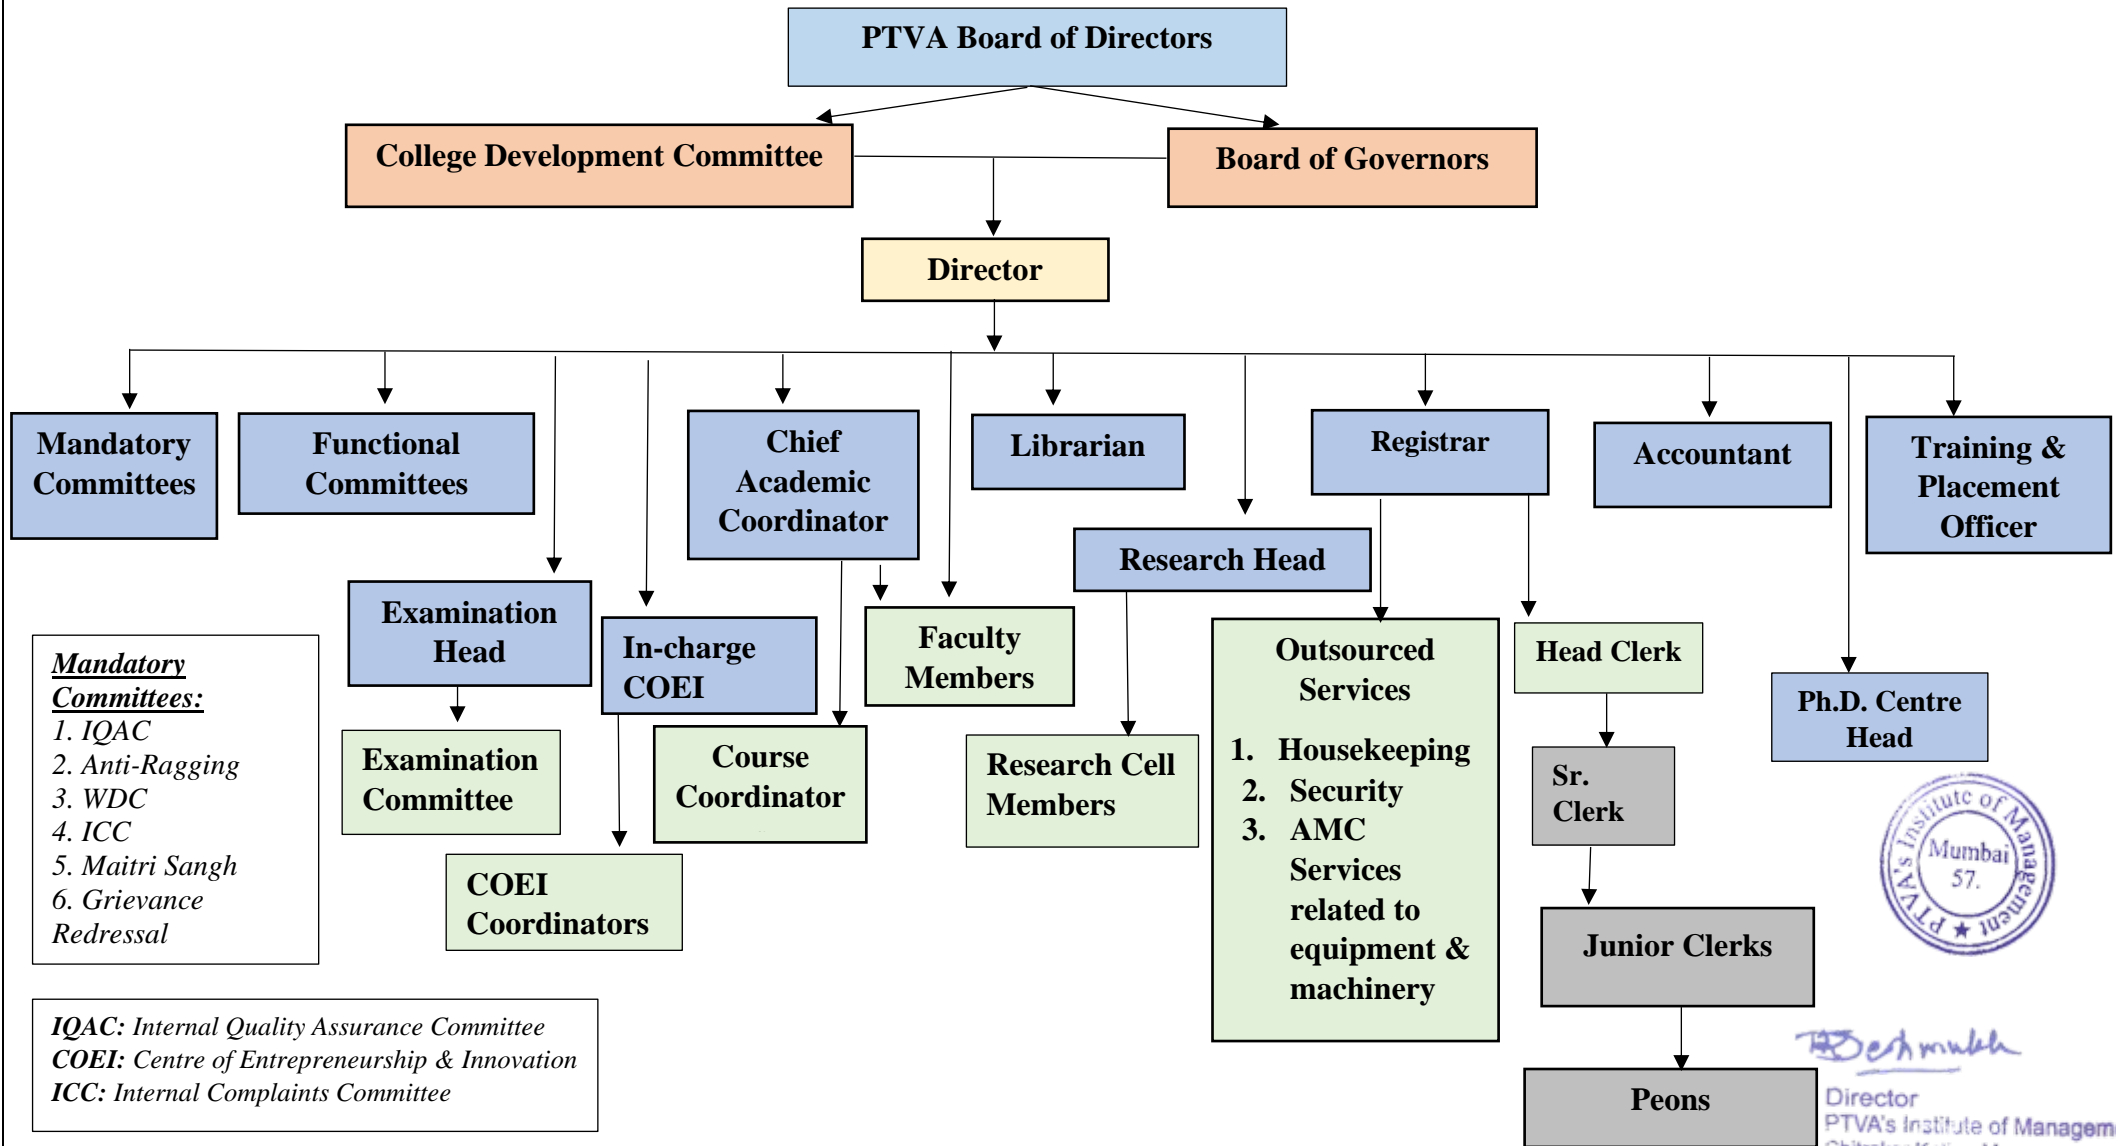 PTVA Board of Directors
College Development Committee
Board of Governors
Director
Mandatory
Committees
Functional
Committees
Chief
Academic
Coordinator
Librarian
Registrar
Accountant
Training &
Placement
Officer
Research Head
Examination
Head
In-charge
COEI
Faculty
Members
Outsourced
Services
1. Housekeeping
2. Security
3. AMC
Services
related to
equipment &
machinery
Head Clerk
Ph.D. Centre
Head
Examination
Committee
Course
Coordinator
Research Cell
Members
Sr.
Clerk
COEI
Coordinators
Junior Clerks
Peons
Mandatory
Committees:
1. IQAC
2. Anti-Ragging
3. WDC
4. ICC
5. Maitri Sangh
6. Grievance
Redressal
IQAC: Internal Quality Assurance Committee
COEI: Centre of Entrepreneurship & Innovation
ICC: Internal Complaints Committee
PTVA's Institute of Management
Mumbai
57.
Deshmukh
Director
PTVA's Institute of Managem